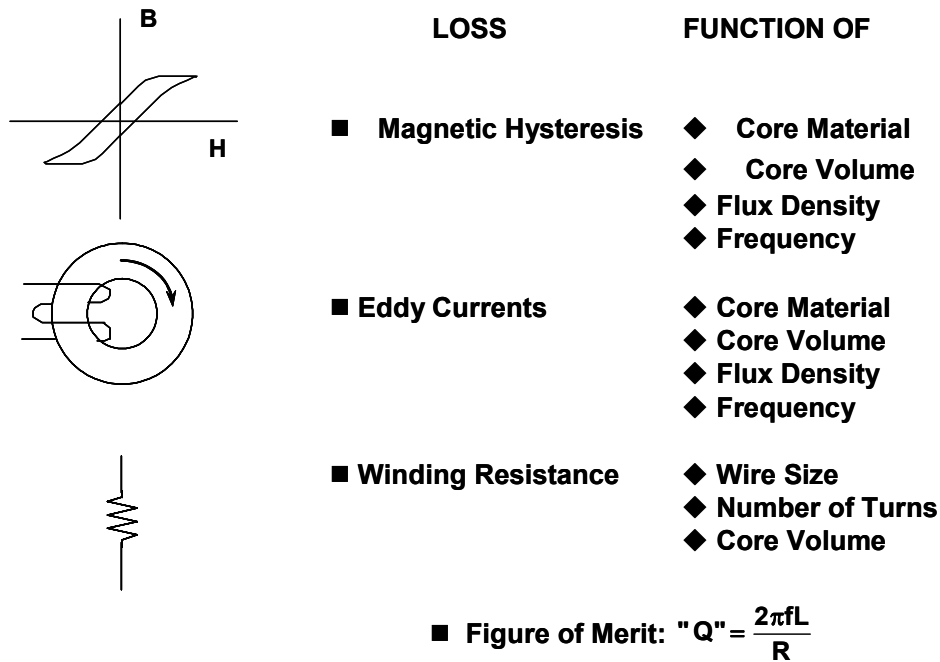 B
H
LOSS FUNCTION OF
■ Magnetic Hysteresis ◆ Core Material
◆ Core Volume
◆ Flux Density
◆ Frequency
■ Eddy Currents ◆ Core Material
◆ Core Volume
◆ Flux Density
◆ Frequency
■ Winding Resistance ◆ Wire Size
◆ Number of Turns
◆ Core Volume
■ Figure of Merit: "Q" = 2πfL / R